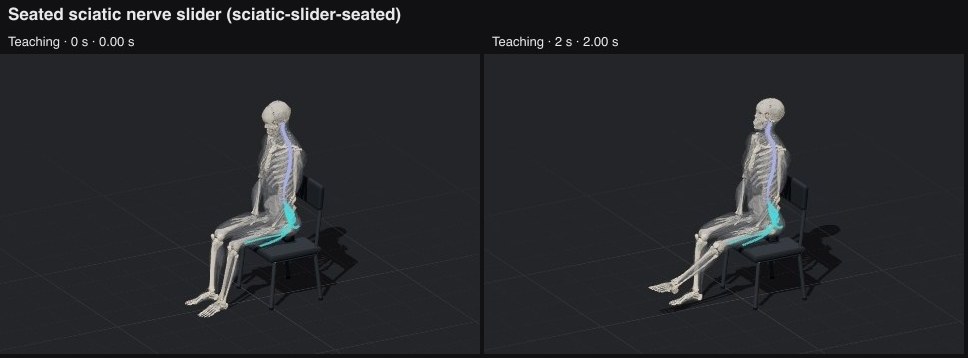 Seated sciatic nerve slider (sciatic-slider-seated)
Teaching · 0 s · 0.00 s
Teaching · 2 s · 2.00 s